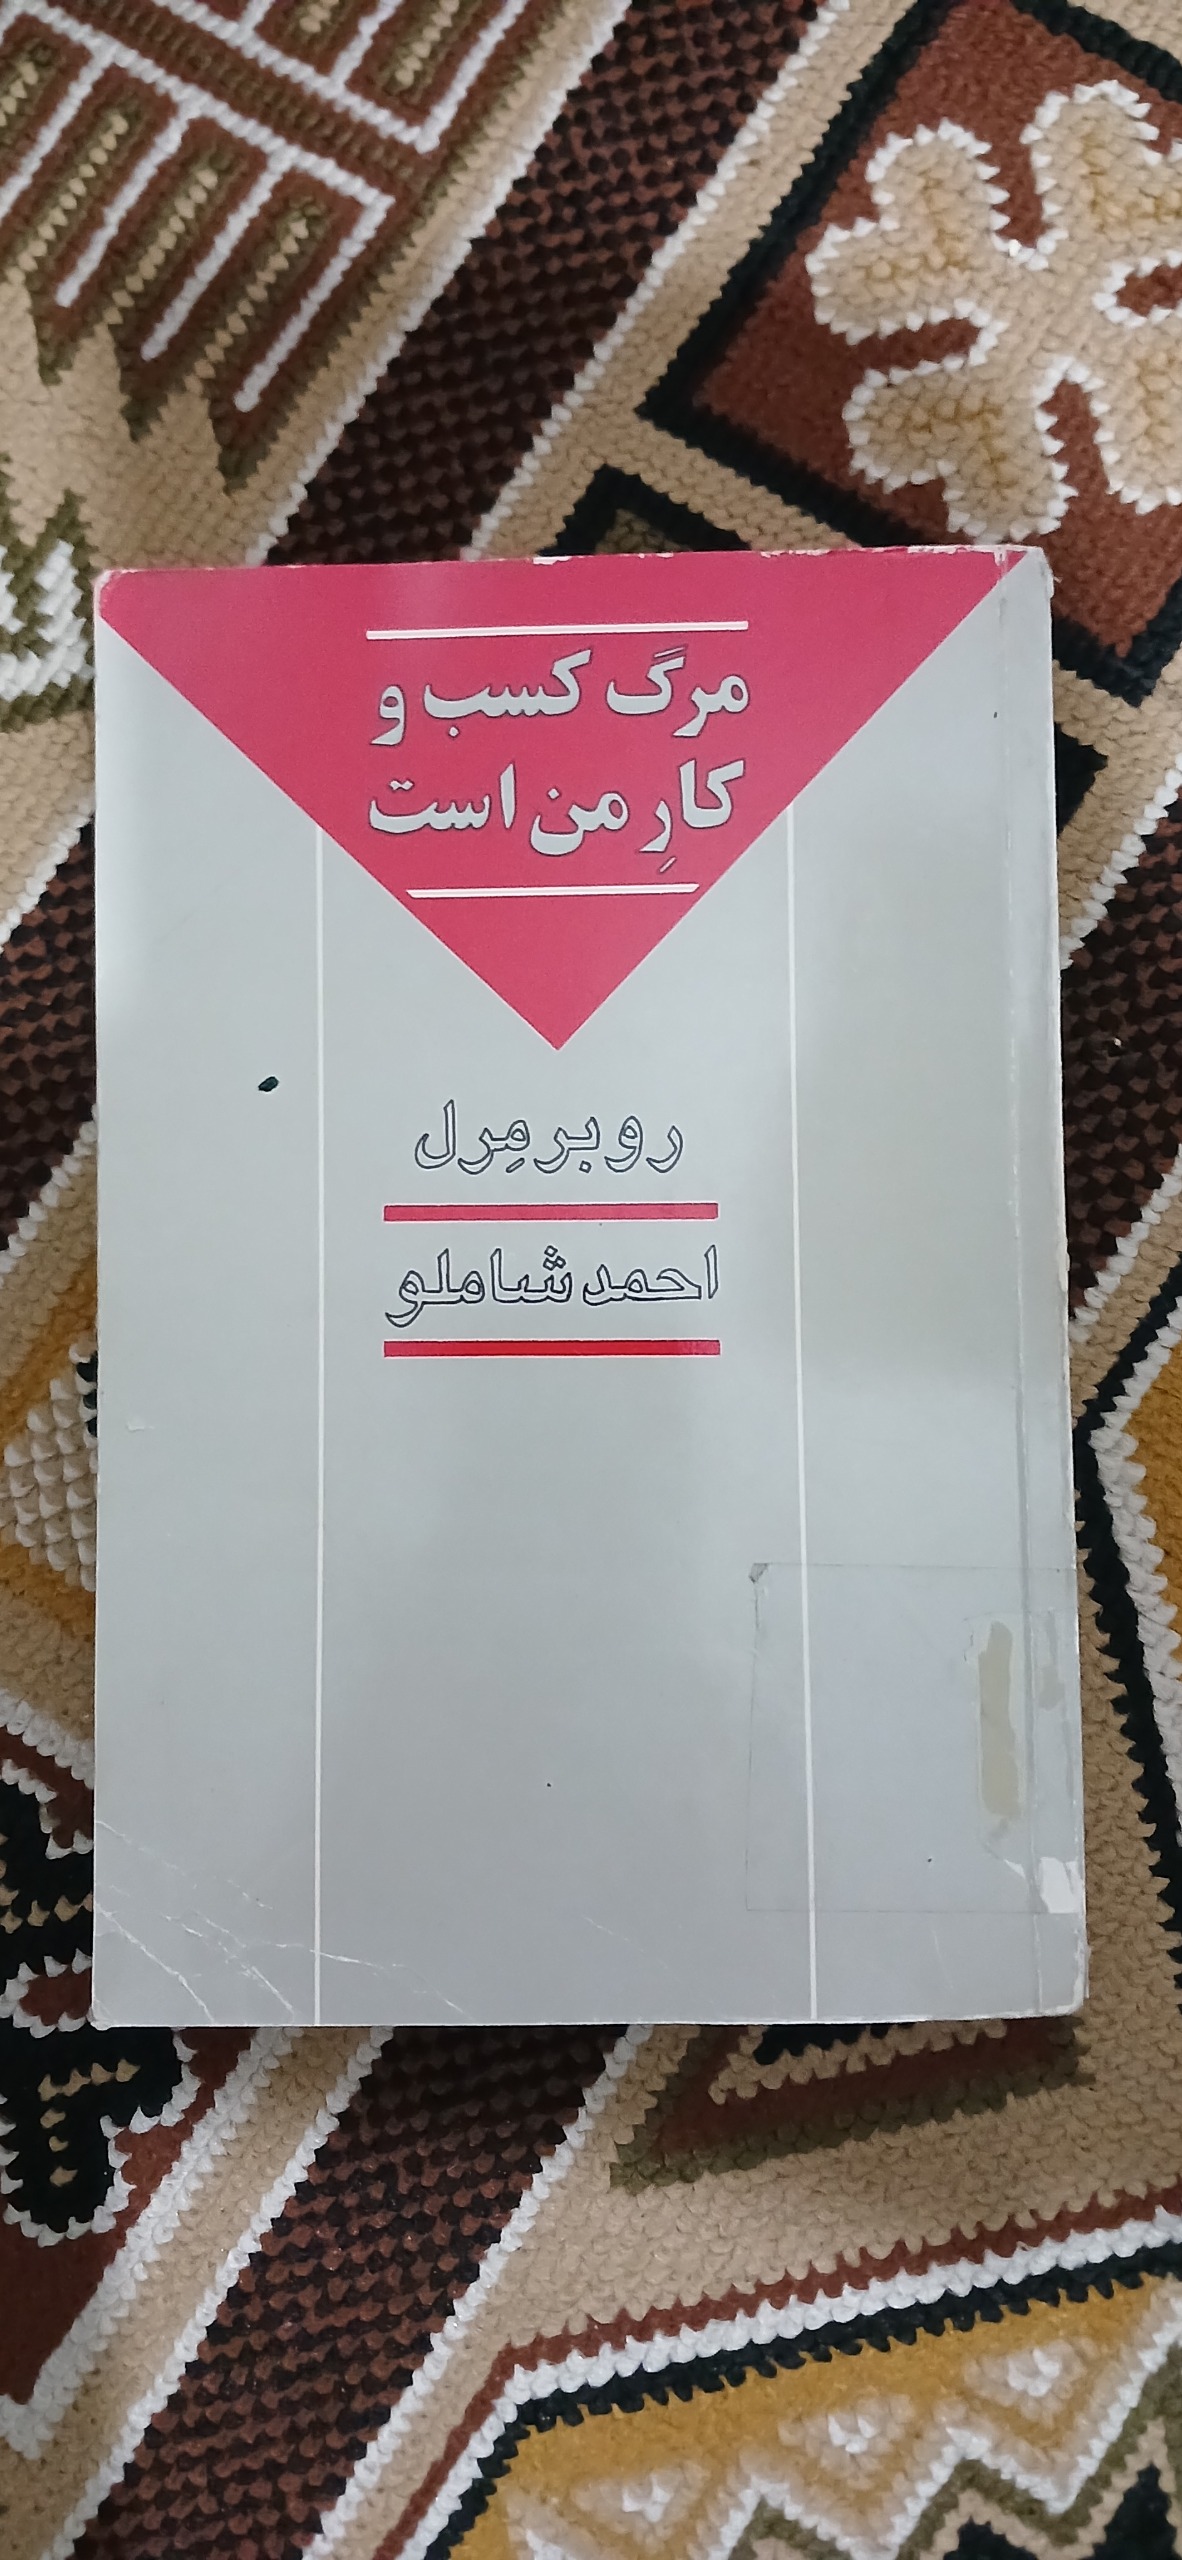 مرگ کسب و
کارِ من است
روبر مِرل
احمد شاملو